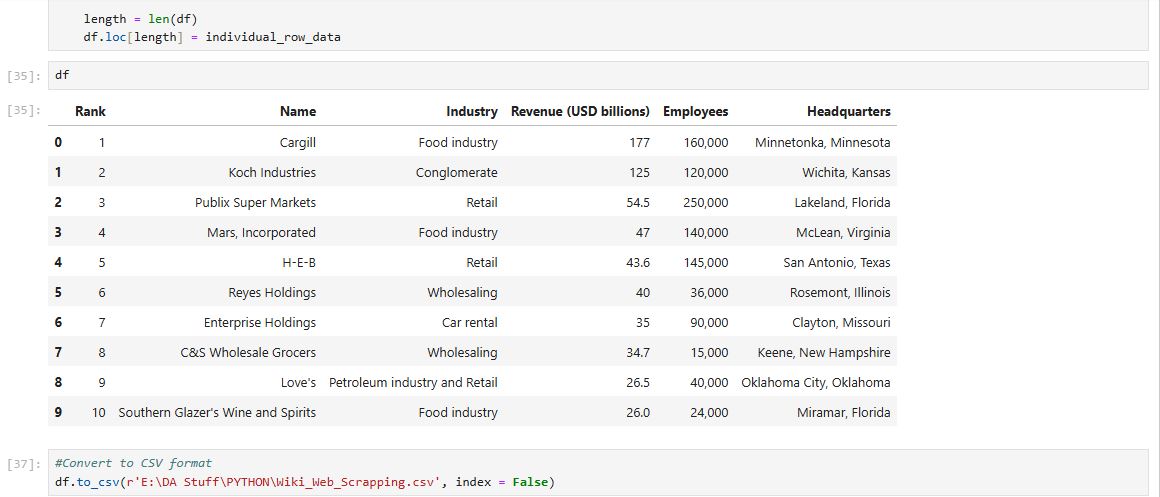 length = len(df)
df.loc[length] = individual_row_data
[35]: df
[35]: Rank Name Industry Revenue (USD billions) Employees Headquarters
0 1 Cargill Food industry 177 160,000 Minnetonka, Minnesota
1 2 Koch Industries Conglomerate 125 120,000 Wichita, Kansas
2 3 Publix Super Markets Retail 54.5 250,000 Lakeland, Florida
3 4 Mars, Incorporated Food industry 47 140,000 McLean, Virginia
4 5 H-E-B Retail 43.6 145,000 San Antonio, Texas
5 6 Reyes Holdings Wholesaling 40 36,000 Rosemont, Illinois
6 7 Enterprise Holdings Car rental 35 90,000 Clayton, Missouri
7 8 C&S Wholesale Grocers Wholesaling 34.7 15,000 Keene, New Hampshire
8 9 Love's Petroleum industry and Retail 26.5 40,000 Oklahoma City, Oklahoma
9 10 Southern Glazer's Wine and Spirits Food industry 26.0 24,000 Miramar, Florida
[37]: #Convert to CSV format
df.to_csv(r'E:\DA Stuff\PYTHON\Wiki_Web_Scrapping.csv', index = False)